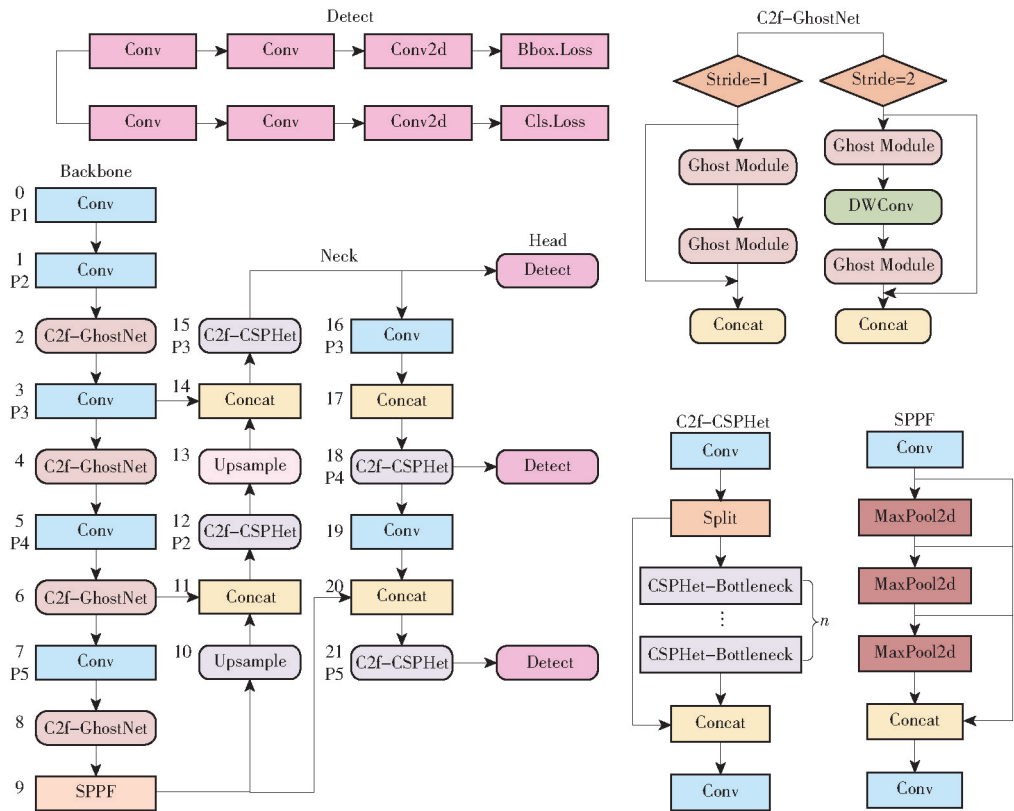 Detect
Conv
Conv
Conv2d
Bbox.Loss
Conv
Conv
Conv2d
Cls.Loss
C2f-GhostNet
Stride=1
Stride=2
Ghost Module
Ghost Module
Ghost Module
DWConv
Ghost Module
Concat
Concat
Backbone
0
P1
Conv
1
P2
Conv
2
C2f-GhostNet
3
P3
Conv
4
C2f-GhostNet
5
P4
Conv
6
C2f-GhostNet
7
P5
Conv
8
C2f-GhostNet
9
SPPF
Neck
15
P3
C2f-CSPHet
14
Concat
13
Upsample
12
P2
C2f-CSPHet
11
Concat
10
Upsample
16
P3
Conv
17
Concat
18
P4
C2f-CSPHet
19
Conv
20
Concat
21
P5
C2f-CSPHet
Head
Detect
Detect
Detect
C2f-CSPHet
Conv
Split
CSPHet-Bottleneck
⋮
CSPHet-Bottleneck
n
Concat
Conv
SPPF
Conv
MaxPool2d
MaxPool2d
MaxPool2d
Concat
Conv